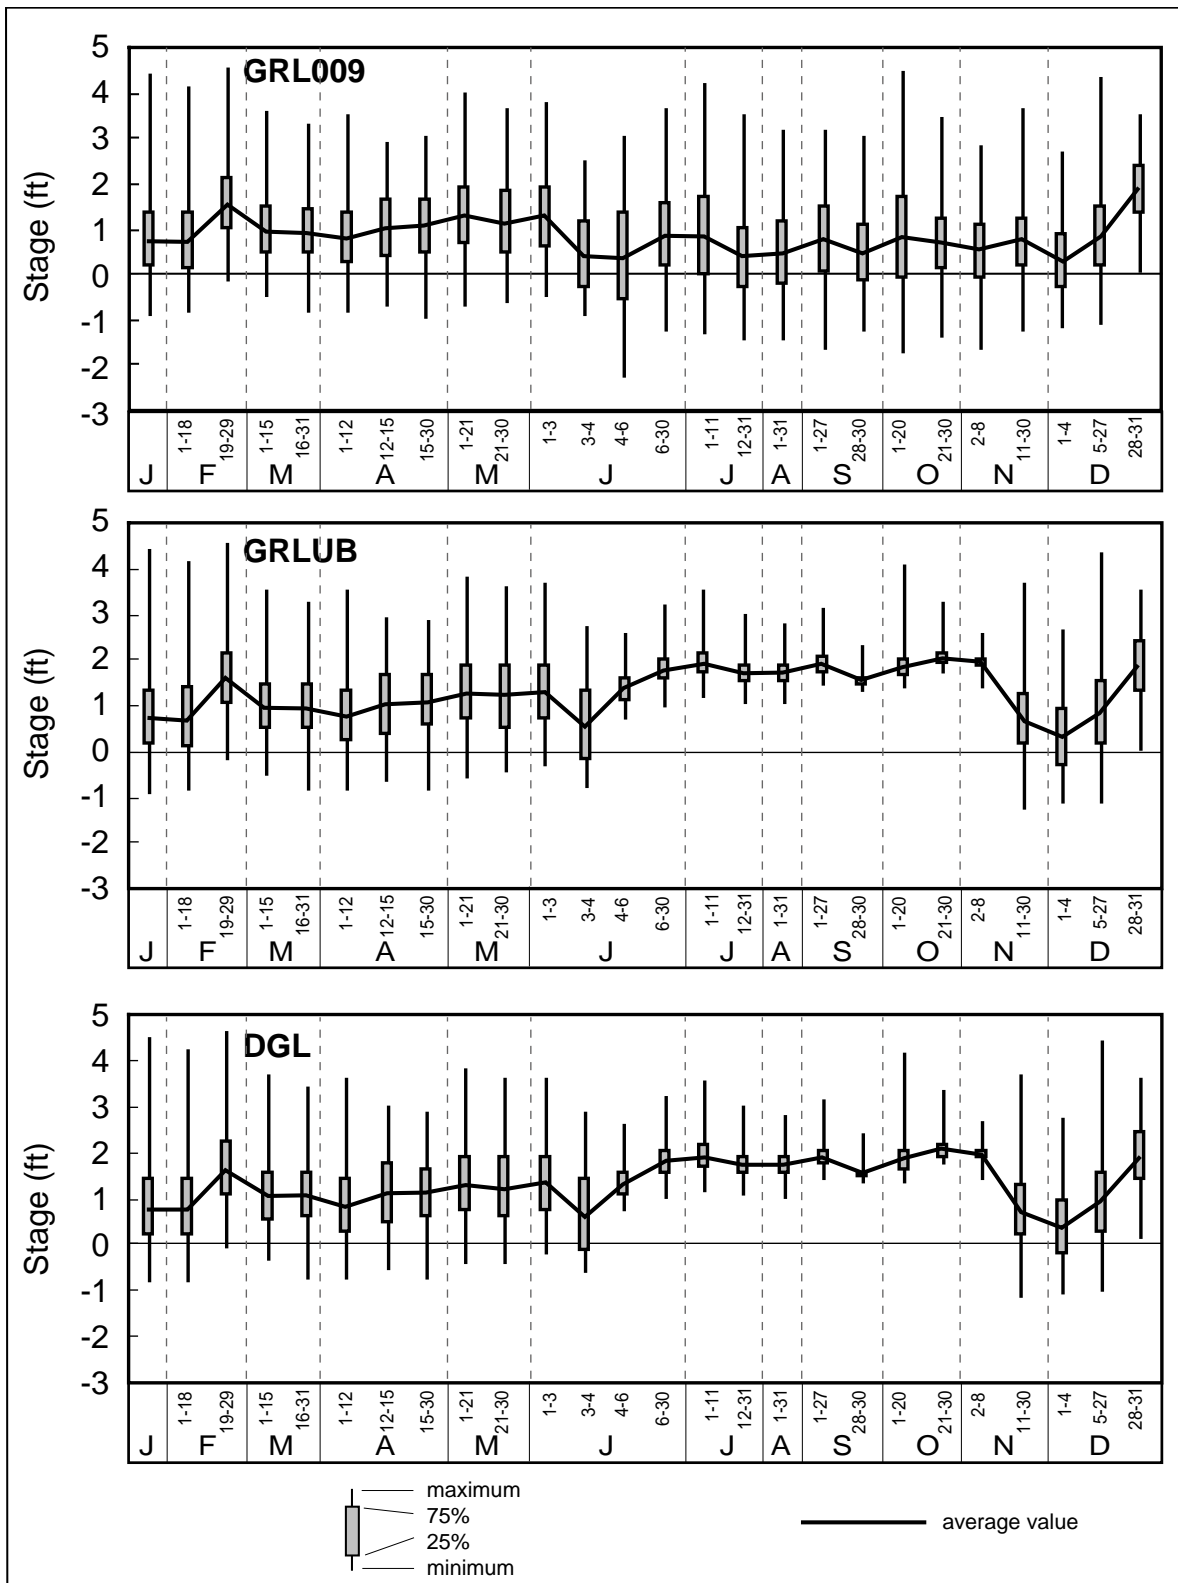 GRL009
Stage (ft)
5
4
3
2
1
0
-1
-2
-3
1-18 19-29 1-15 16-31 1-12 12-15 15-30 1-21 21-30 1-3 3-4 4-6 6-30 1-11 12-31 1-31 1-27 28-30 1-20 21-30 2-8 11-30 1-4 5-27 28-31
J F M A M J J A S O N D
GRLUB
Stage (ft)
5
4
3
2
1
0
-1
-2
-3
1-18 19-29 1-15 16-31 1-12 12-15 15-30 1-21 21-30 1-3 3-4 4-6 6-30 1-11 12-31 1-31 1-27 28-30 1-20 21-30 2-8 11-30 1-4 5-27 28-31
J F M A M J J A S O N D
DGL
Stage (ft)
5
4
3
2
1
0
-1
-2
-3
1-18 19-29 1-15 16-31 1-12 12-15 15-30 1-21 21-30 1-3 3-4 4-6 6-30 1-11 12-31 1-31 1-27 28-30 1-20 21-30 2-8 11-30 1-4 5-27 28-31
J F M A M J J A S O N D
maximum
75%
25%
minimum
average value